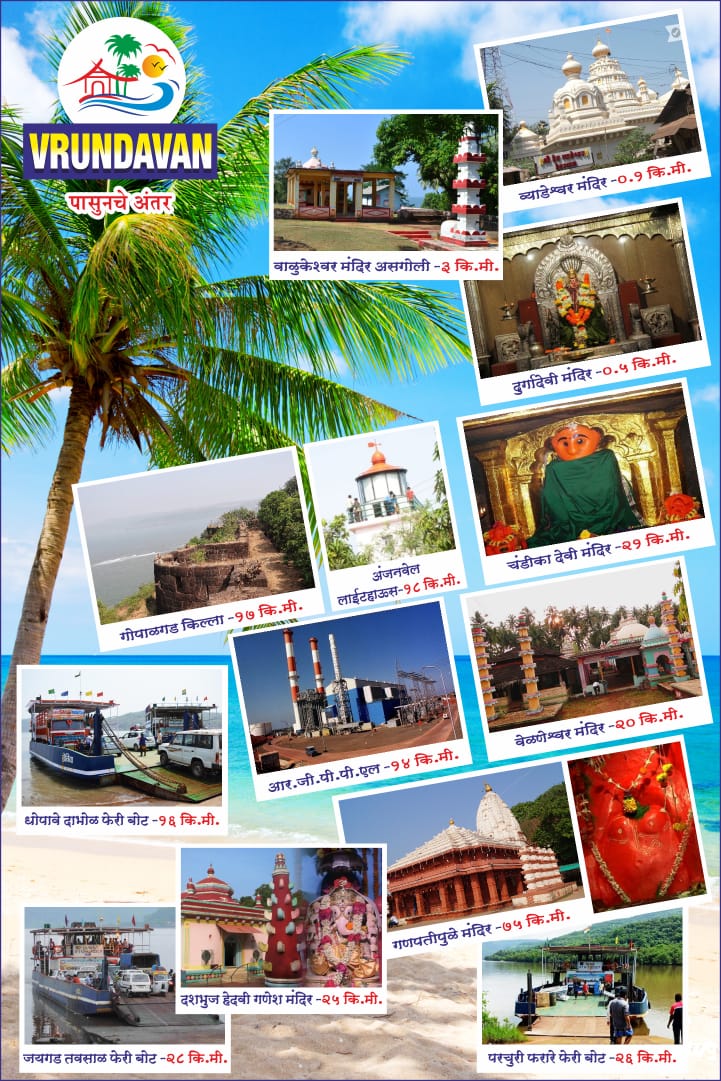 VRUNDAVAN
पासुनचे अंतर
व्याडेश्वर मंदिर -०.१ कि.मी.
वाळुकेश्वर मंदिर असगोली -३ कि.मी.
दुर्गादेवी मंदिर -०.५ कि.मी.
चंडीका देवी मंदिर -२१ कि.मी.
अंजनवेल
लाईटहाऊस-१८ कि.मी.
गोपाळगड किल्ला -१७ कि.मी.
वेळणेश्वर मंदिर -२० कि.मी.
आर.जी.पी.पी.एल -१४ कि.मी.
धोपावे दाभोळ फेरी बोट -१६ कि.मी.
गणपतीपुळे मंदिर -७५ कि.मी.
दशभुज हेदवी गणेश मंदिर -२५ कि.मी.
जयगड तवसाळ फेरी बोट -२८ कि.मी.
परचुरी फरारे फेरी बोट -२६ कि.मी.